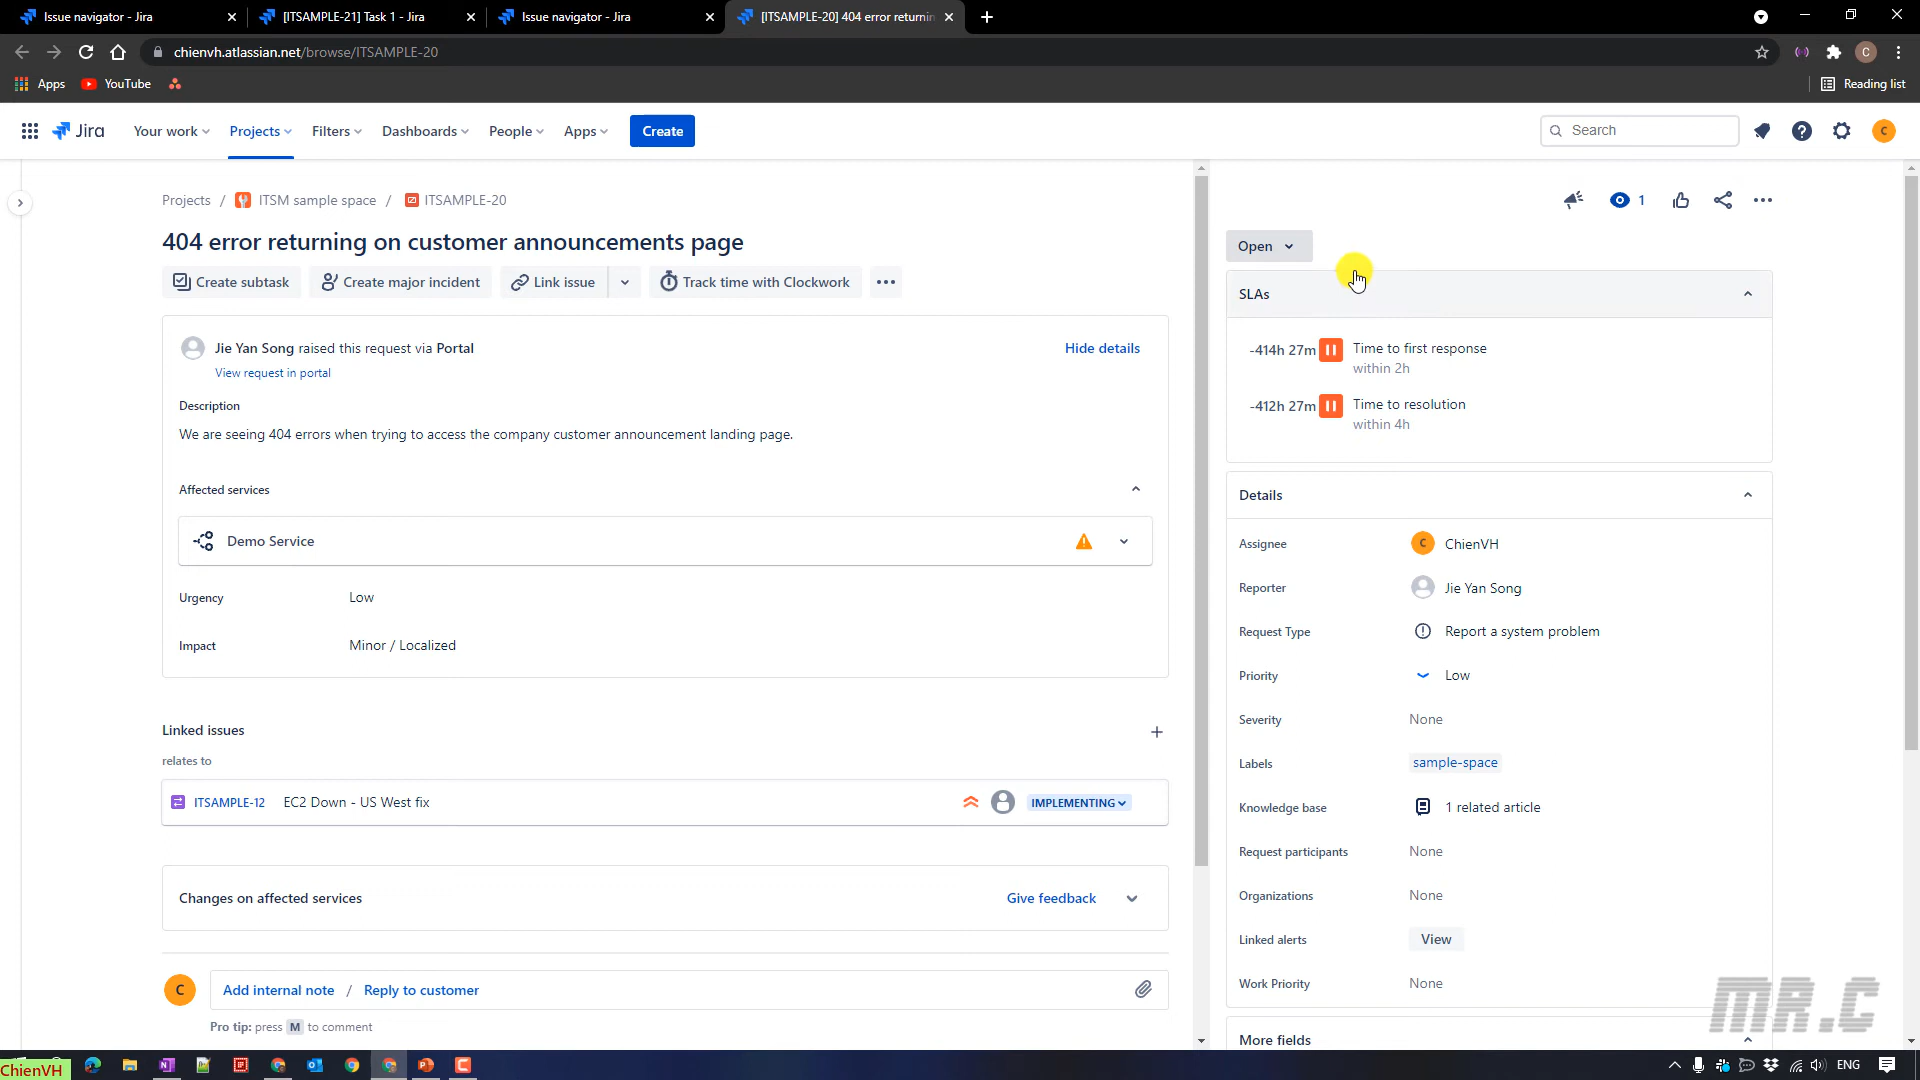 Issue navigator - Jira
[ITSAMPLE-21] Task 1 - Jira
Issue navigator - Jira
[ITSAMPLE-20] 404 error returnin
chienvh.atlassian.net/browse/ITSAMPLE-20
C
Apps
YouTube
Reading list
Jira
Your work
Projects
Filters
Dashboards
People
Apps
Create
Search
C
Projects / ITSM sample space / ITSAMPLE-20
404 error returning on customer announcements page
Create subtask
Create major incident
Link issue
Track time with Clockwork
Jie Yan Song raised this request via Portal
Hide details
View request in portal
Description
We are seeing 404 errors when trying to access the company customer announcement landing page.
Affected services
Demo Service
Urgency Low
Impact Minor / Localized
Linked issues
relates to
ITSAMPLE-12 EC2 Down - US West fix IMPLEMENTING
Changes on affected services Give feedback
C
Add internal note / Reply to customer
Pro tip: press M to comment
1
Open
SLAs
-414h 27m Time to first response
within 2h
-412h 27m Time to resolution
within 4h
Details
Assignee C ChienVH
Reporter Jie Yan Song
Request Type Report a system problem
Priority Low
Severity None
Labels sample-space
Knowledge base 1 related article
Request participants None
Organizations None
Linked alerts View
Work Priority None
More fields
MR.C
ChienVH
ENG